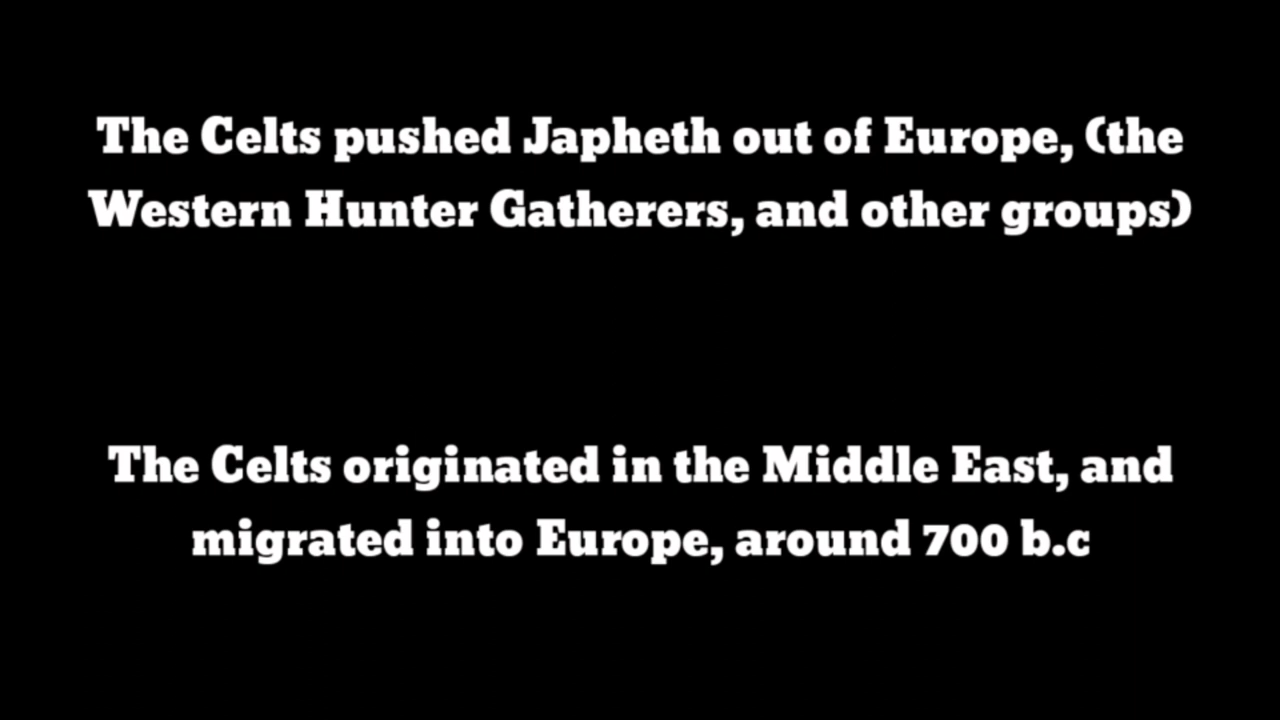 The Celts pushed Japheth out of Europe, (the
Western Hunter Gatherers, and other groups)
The Celts originated in the Middle East, and
migrated into Europe, around 700 b.c